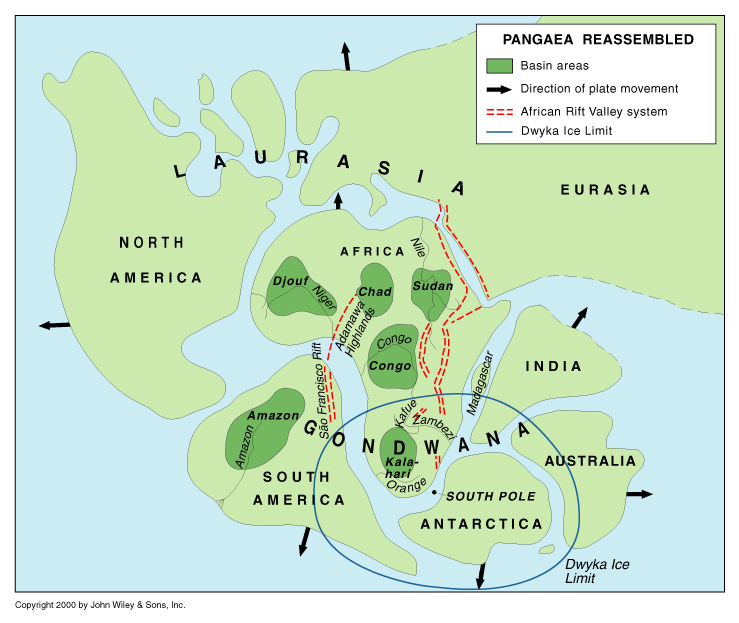 PANGAEA REASSEMBLED
Basin areas
Direction of plate movement
African Rift Valley system
Dwyka Ice Limit
LAURASIA
EURASIA
NORTH
AMERICA
AFRICA
Nile
Djouf
Niger
Chad
Sudan
Adamawa
Highlands
Congo
Congo
São Francisco Rift
Madagascar
INDIA
Kafue
Zambezi
Amazon
Amazon
GONDWANA
Kala-
hari
Orange
SOUTH
AMERICA
AUSTRALIA
SOUTH POLE
ANTARCTICA
Dwyka Ice
Limit
Copyright 2000 by John Wiley & Sons, Inc.